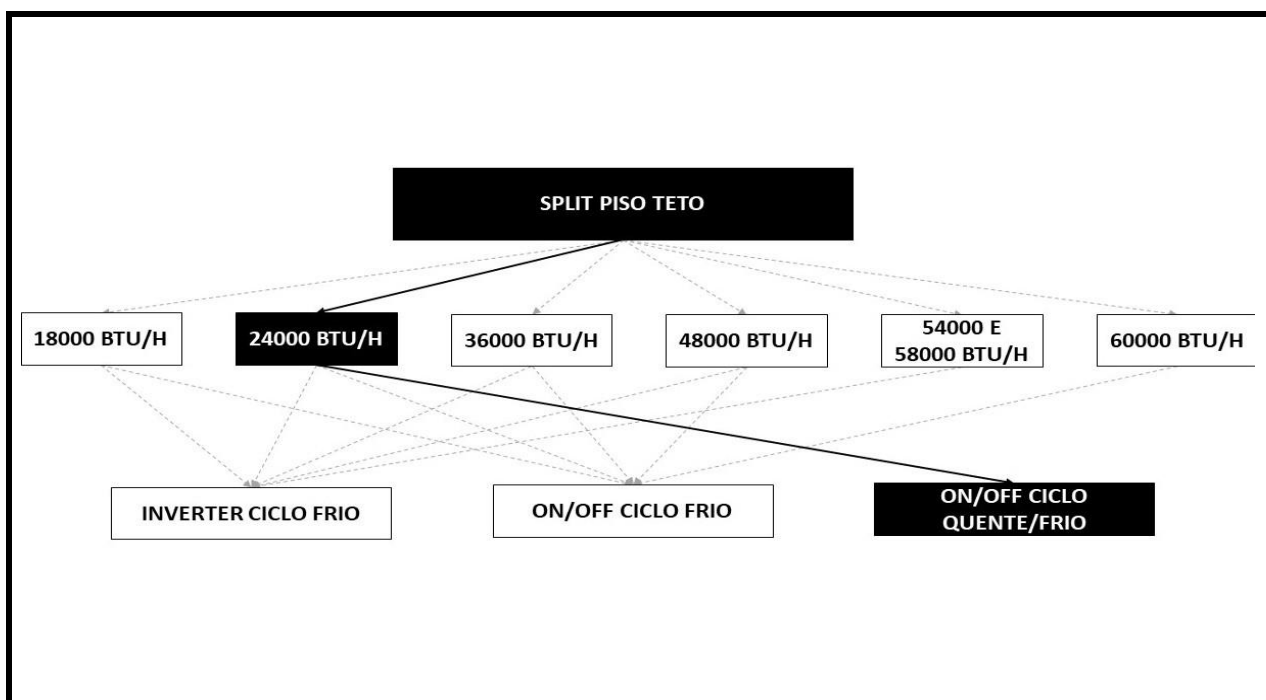 SPLIT PISO TETO
18000 BTU/H
24000 BTU/H
36000 BTU/H
48000 BTU/H
54000 E
58000 BTU/H
60000 BTU/H
INVERTER CICLO FRIO
ON/OFF CICLO FRIO
ON/OFF CICLO
QUENTE/FRIO